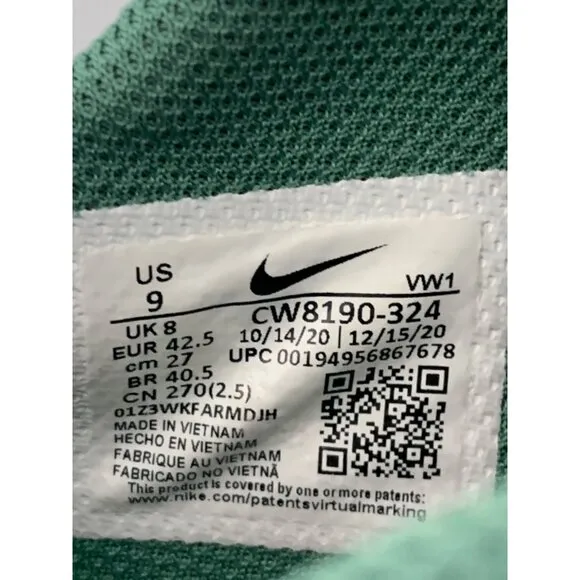 US
9
UK 8
EUR 42.5
cm 27
BR 40.5
CN 270(2.5)
01Z3WKFARMDJH
MADE IN VIETNAM
HECHO EN VIETNAM
FABRIQUE AU VIETNAM
FABRICADO NO VIETNÃ
VW1
CW8190-324
10/14/20 | 12/15/20
UPC 00194956867678
This product is covered by one or more patents:
www.nike.com/patentsvirtualmarking